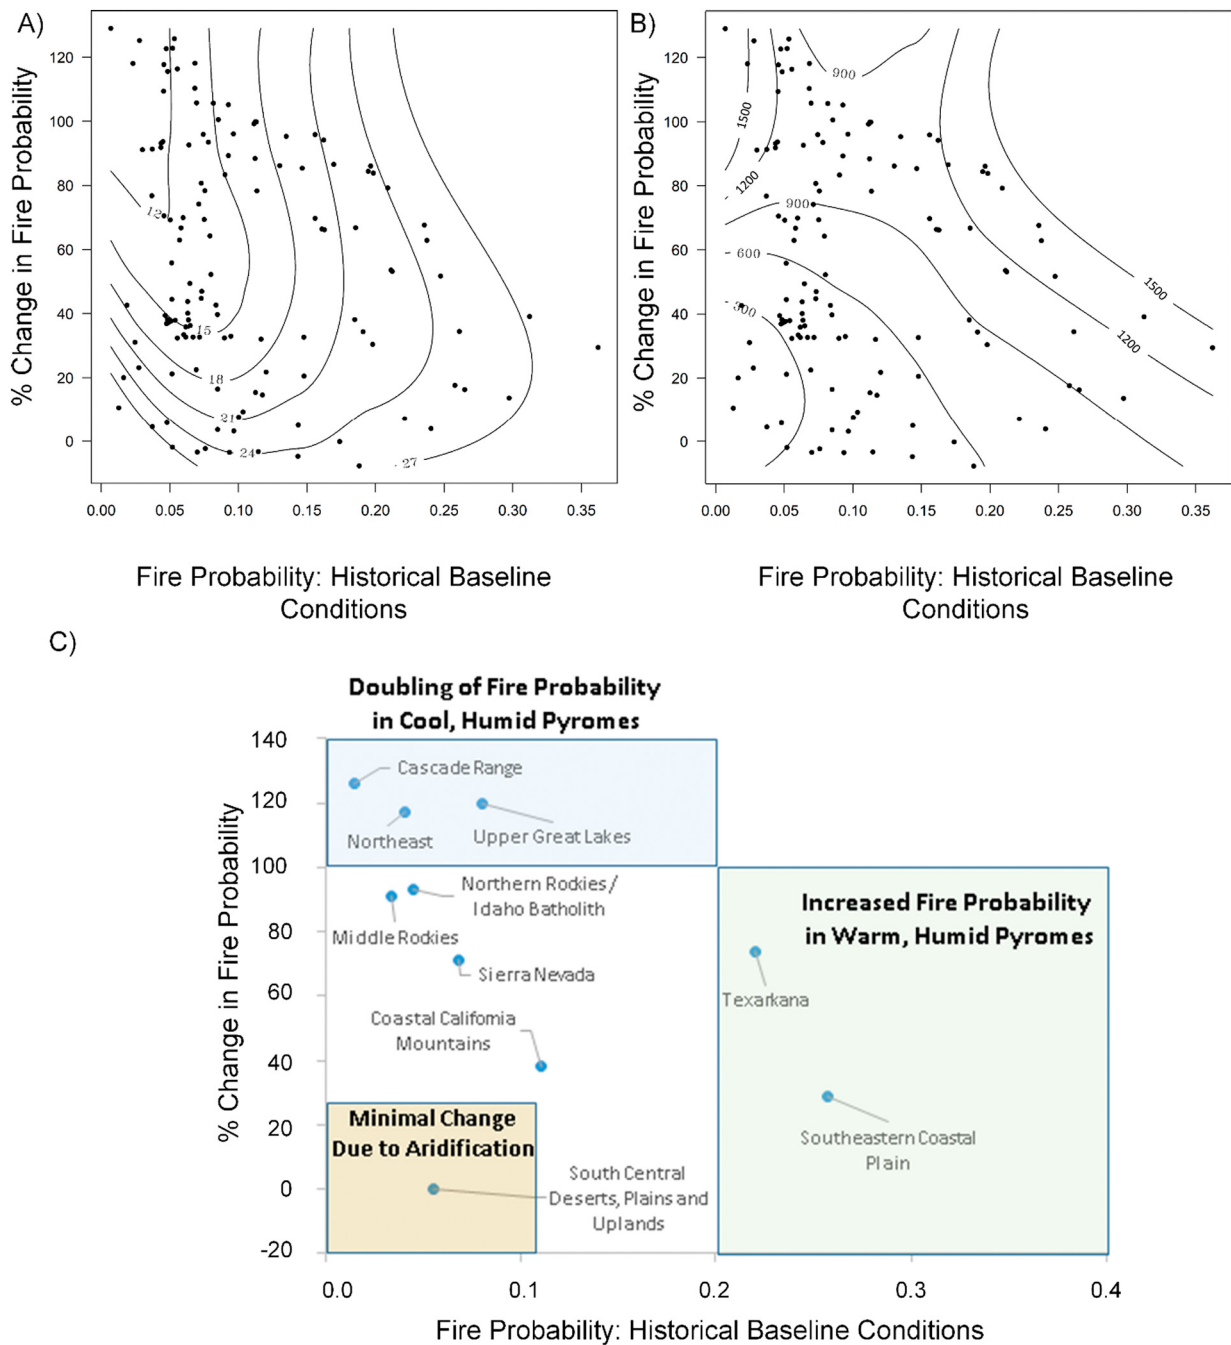 A)
120
100
80
60
40
20
0
% Change in Fire Probability
12
15
18
21
24
27
0.00 0.05 0.10 0.15 0.20 0.25 0.30 0.35
Fire Probability: Historical Baseline
Conditions
B)
120
100
80
60
40
20
0
% Change in Fire Probability
900
1500
1200
900
600
300
1500
1200
0.00 0.05 0.10 0.15 0.20 0.25 0.30 0.35
Fire Probability: Historical Baseline
Conditions
C)
Doubling of Fire Probability
in Cool, Humid Pyromes
140
120
100
80
60
40
20
0
-20
% Change in Fire Probability
Cascade Range
Northeast
Upper Great Lakes
Northern Rockies/
Idaho Batholith
Middle Rockies
Sierra Nevada
Coastal California
Mountains
Increased Fire Probability
in Warm, Humid Pyromes
Texarkana
Southeastern Coastal
Plain
Minimal Change
Due to Aridification
South Central
Deserts, Plains and
Uplands
0.0 0.1 0.2 0.3 0.4
Fire Probability: Historical Baseline Conditions